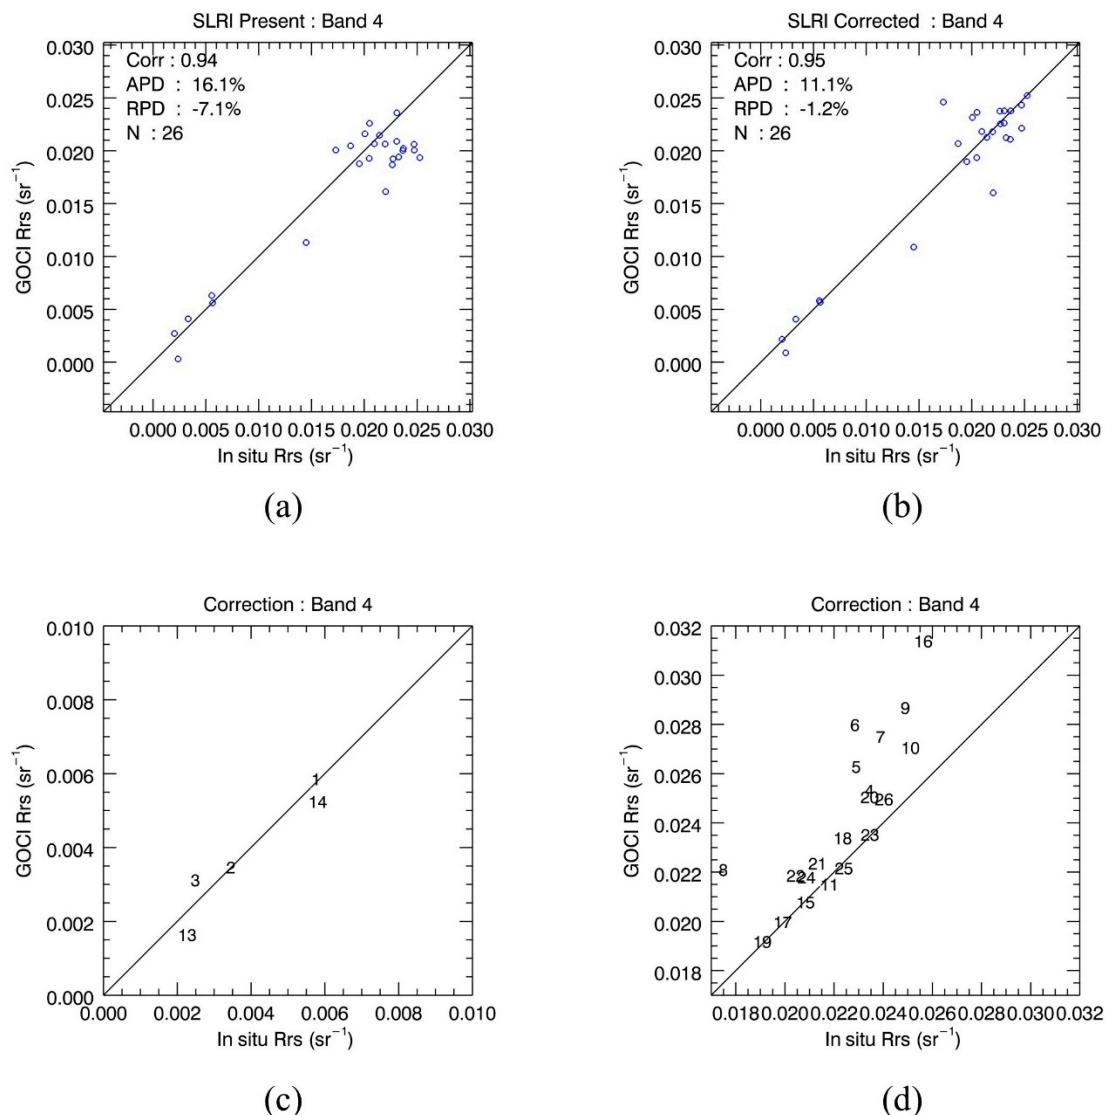 SLRI Present : Band 4
0.030
0.025
0.020
0.015
0.010
0.005
0.000
GOCI Rrs (sr⁻¹)
Corr : 0.94
APD : 16.1%
RPD : -7.1%
N : 26
0.000 0.005 0.010 0.015 0.020 0.025 0.030
In situ Rrs (sr⁻¹)
(a)
SLRI Corrected : Band 4
0.030
0.025
0.020
0.015
0.010
0.005
0.000
GOCI Rrs (sr⁻¹)
Corr : 0.95
APD : 11.1%
RPD : -1.2%
N : 26
0.000 0.005 0.010 0.015 0.020 0.025 0.030
In situ Rrs (sr⁻¹)
(b)
Correction : Band 4
0.010
0.008
0.006
0.004
0.002
0.000
GOCI Rrs (sr⁻¹)
1
14
2
3
13
0.000 0.002 0.004 0.006 0.008 0.010
In situ Rrs (sr⁻¹)
(c)
Correction : Band 4
0.032
0.030
0.028
0.026
0.024
0.022
0.020
0.018
GOCI Rrs (sr⁻¹)
16
9
6
7
10
5
4
20 26
18 23
8 21 25
22 24 11
15
17
19
0.018 0.020 0.022 0.024 0.026 0.028 0.030 0.032
In situ Rrs (sr⁻¹)
(d)